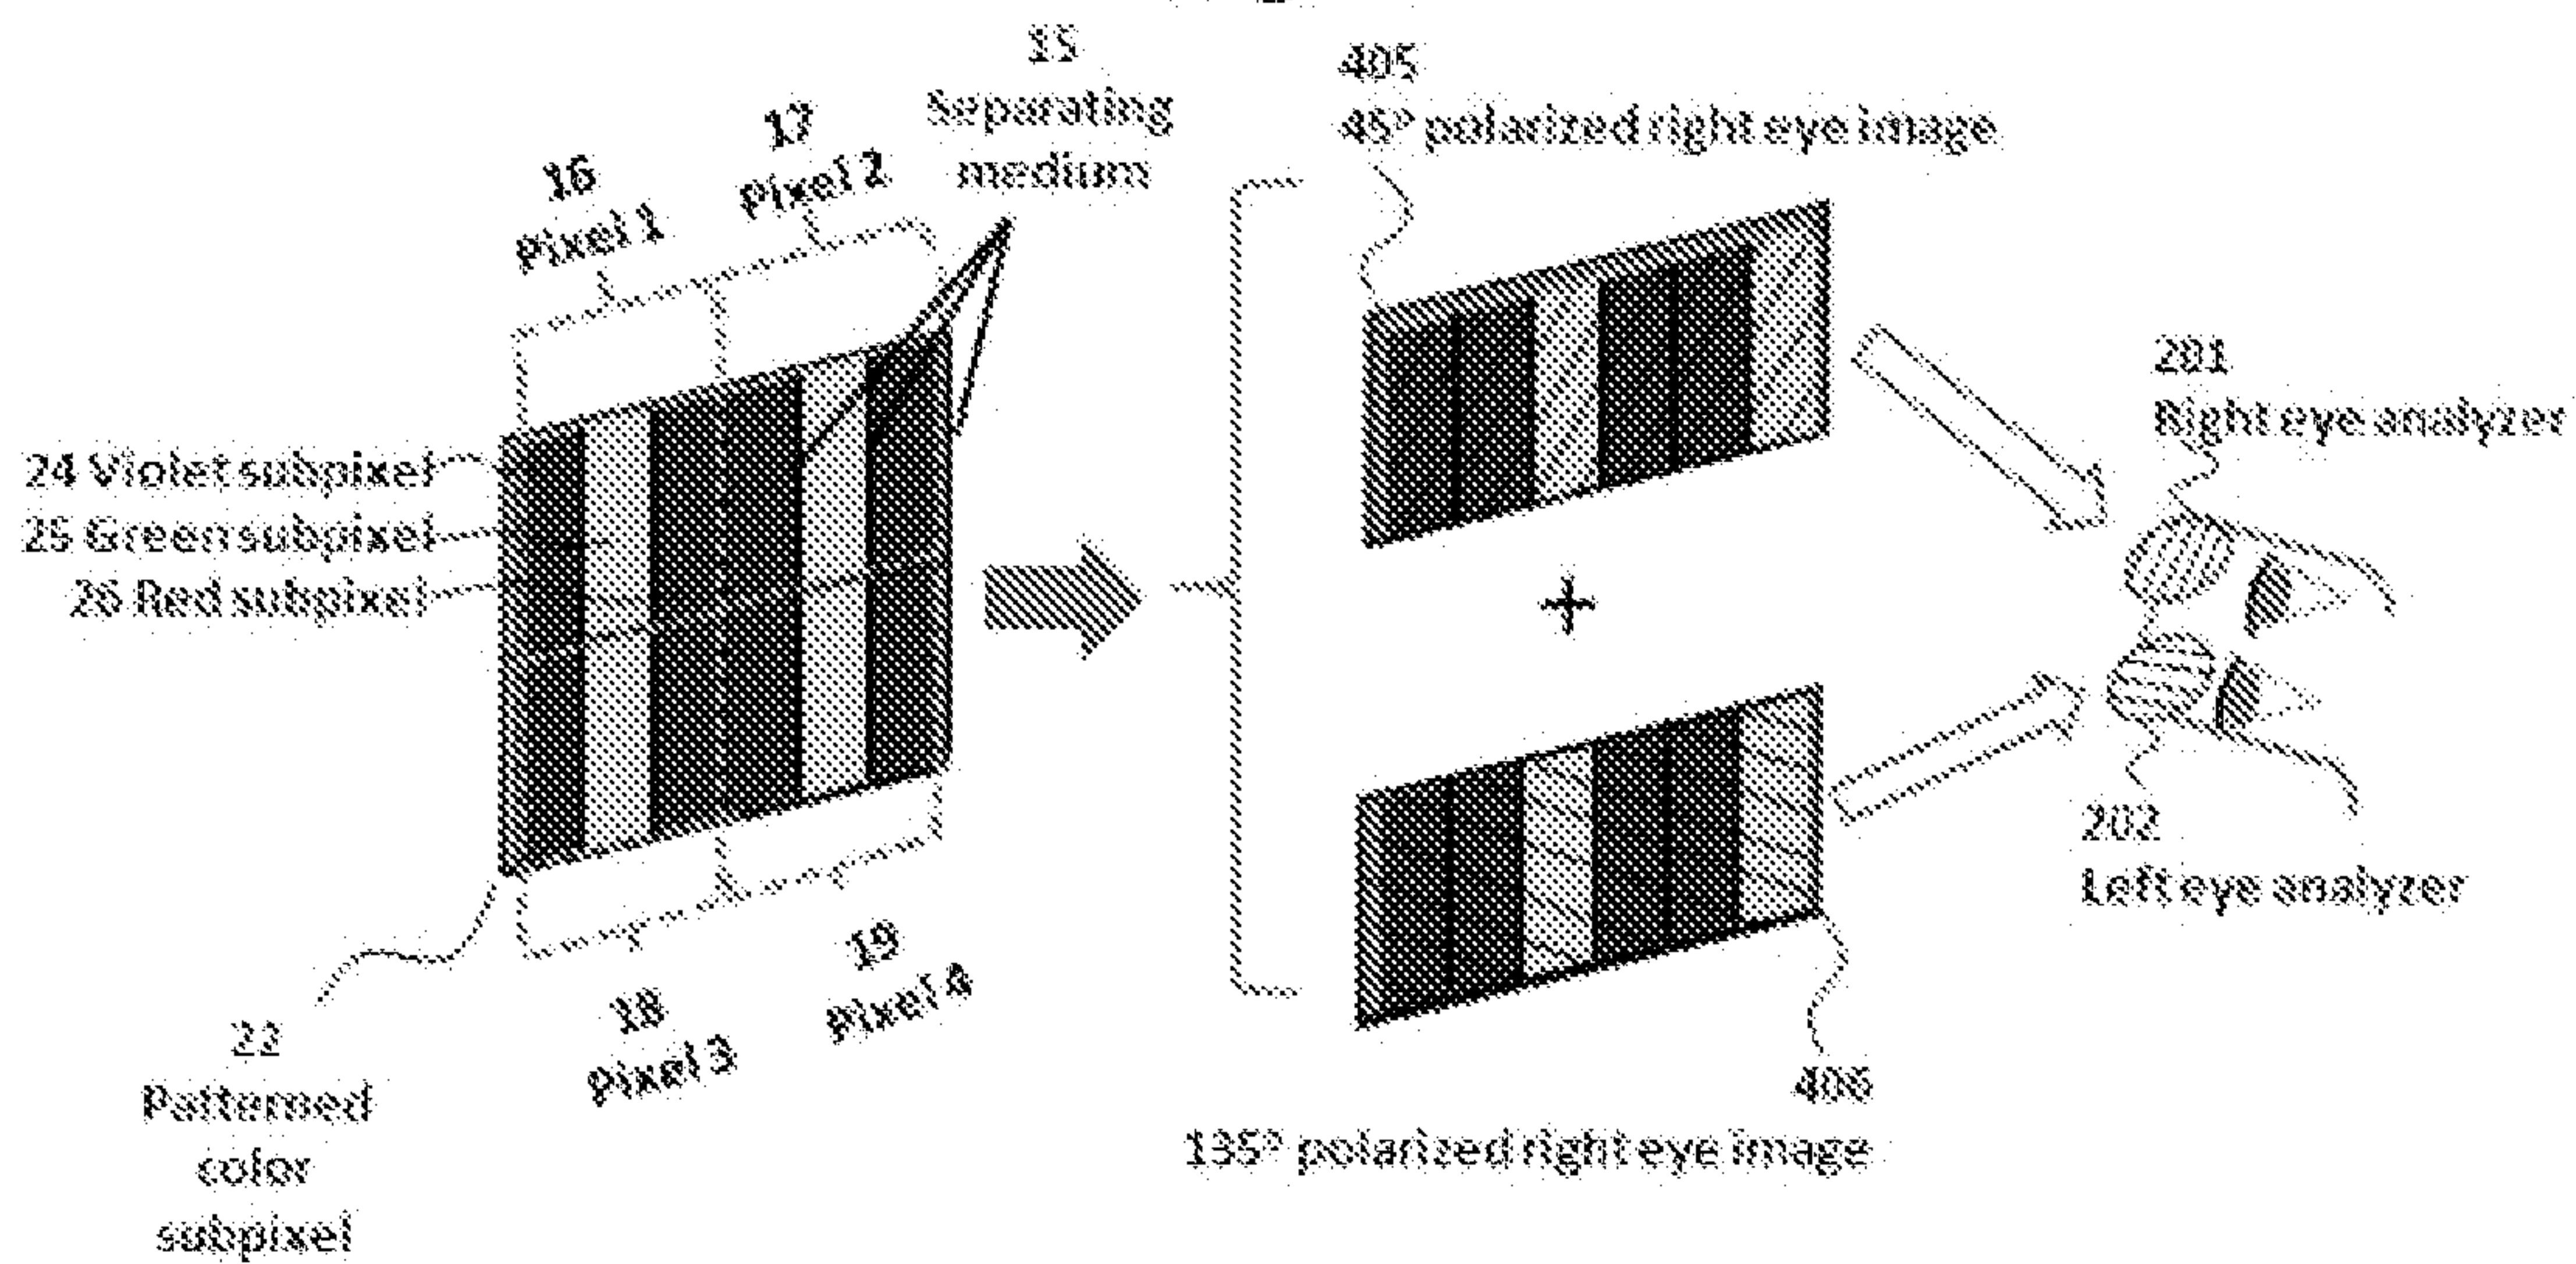 15
Separating
medium
405
45° polarized right eye image
16
Pixel 1
17
Pixel 2
201
Right eye analyzer
24 Violet subpixel
25 Green subpixel
26 Red subpixel
+
202
Left eye analyzer
18
Pixel 3
19
Pixel 4
22
Patterned
color
subpixel
406
135° polarized right eye image